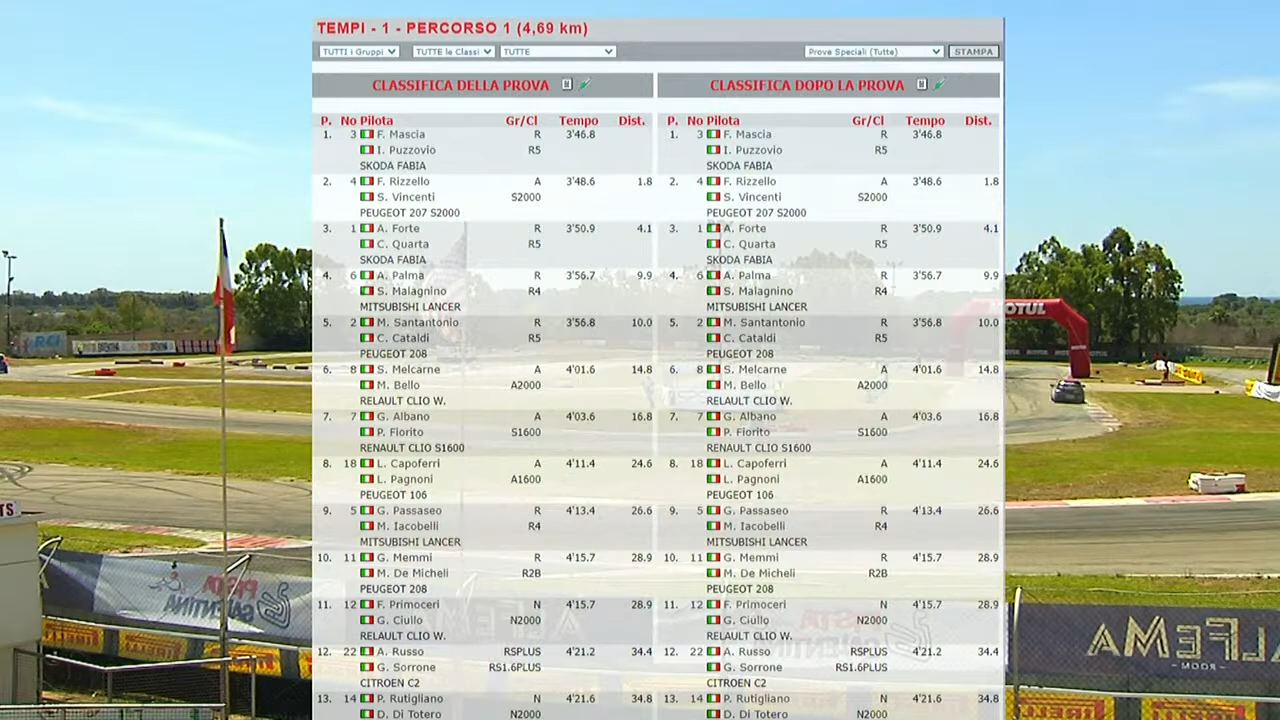 TEMPI - 1 - PERCORSO 1 (4,69 km)
TUTTI i Gruppi TUTTE le Classi TUTTE Prove Speciali (Tutte) STAMPA
CLASSIFICA DELLA PROVA
P. No Pilota Gr/Cl Tempo Dist.
1. 3 F. Mascia R 3'46.8
I. Puzzovio R5
SKODA FABIA
2. 4 F. Rizzello A 3'48.6 1.8
S. Vincenti S2000
PEUGEOT 207 S2000
3. 1 A. Forte R 3'50.9 4.1
C. Quarta R5
SKODA FABIA
4. 6 A. Palma R 3'56.7 9.9
S. Malagnino R4
MITSUBISHI LANCER
5. 2 M. Santantonio R 3'56.8 10.0
C. Cataldi R5
PEUGEOT 208
6. 8 S. Melcarne A 4'01.6 14.8
M. Bello A2000
RELAULT CLIO W.
7. 7 G. Albano A 4'03.6 16.8
P. Fiorito S1600
RENAULT CLIO S1600
8. 18 L. Capoferri A 4'11.4 24.6
L. Pagnoni A1600
PEUGEOT 106
9. 5 G. Passaseo R 4'13.4 26.6
M. Iacobelli R4
MITSUBISHI LANCER
10. 11 G. Memmi R 4'15.7 28.9
M. De Micheli R2B
PEUGEOT 208
11. 12 F. Primoceri N 4'15.7 28.9
G. Ciullo N2000
RELAULT CLIO W.
12. 22 A. Russo RSPLUS 4'21.2 34.4
G. Sorrone RS1.6PLUS
CITROEN C2
13. 14 P. Rutigliano N 4'21.6 34.8
D. Di Totero N2000
CLASSIFICA DOPO LA PROVA
P. No Pilota Gr/Cl Tempo Dist.
1. 3 F. Mascia R 3'46.8
I. Puzzovio R5
SKODA FABIA
2. 4 F. Rizzello A 3'48.6 1.8
S. Vincenti S2000
PEUGEOT 207 S2000
3. 1 A. Forte R 3'50.9 4.1
C. Quarta R5
SKODA FABIA
4. 6 A. Palma R 3'56.7 9.9
S. Malagnino R4
MITSUBISHI LANCER
5. 2 M. Santantonio R 3'56.8 10.0
C. Cataldi R5
PEUGEOT 208
6. 8 S. Melcarne A 4'01.6 14.8
M. Bello A2000
RELAULT CLIO W.
7. 7 G. Albano A 4'03.6 16.8
P. Fiorito S1600
RENAULT CLIO S1600
8. 18 L. Capoferri A 4'11.4 24.6
L. Pagnoni A1600
PEUGEOT 106
9. 5 G. Passaseo R 4'13.4 26.6
M. Iacobelli R4
MITSUBISHI LANCER
10. 11 G. Memmi R 4'15.7 28.9
M. De Micheli R2B
PEUGEOT 208
11. 12 F. Primoceri N 4'15.7 28.9
G. Ciullo N2000
RELAULT CLIO W.
12. 22 A. Russo RSPLUS 4'21.2 34.4
G. Sorrone RS1.6PLUS
CITROEN C2
13. 14 P. Rutigliano N 4'21.6 34.8
D. Di Totero N2000
MOTUL
RCI
PISTA
SALENTINA
PIRELLI
PIRELLI
ALFEMA
- MODR -
PIRELLI